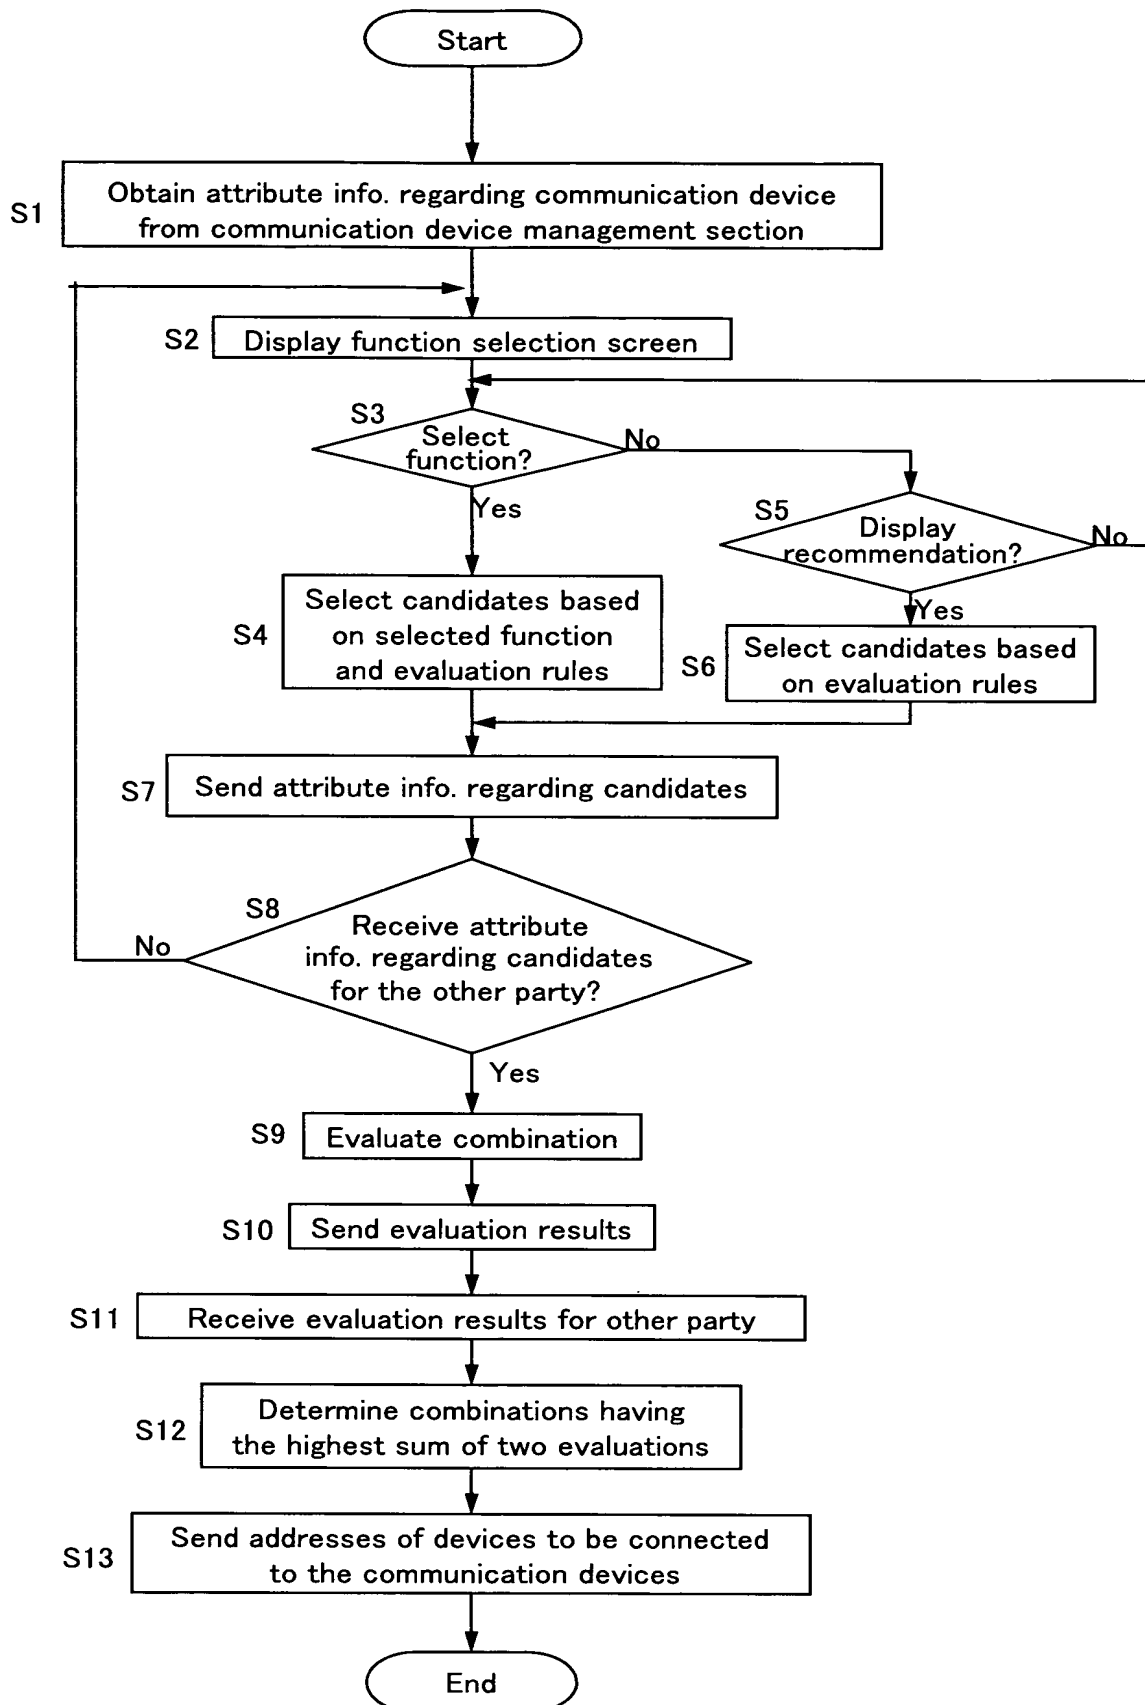 Start
S1
Obtain attribute info. regarding communication device
from communication device management section
S2
Display function selection screen
S3
Select
function?
No
Yes
S5
Display
recommendation?
No
Yes
S4
Select candidates based
on selected function
and evaluation rules
S6
Select candidates based
on evaluation rules
S7
Send attribute info. regarding candidates
S8
Receive attribute
info. regarding candidates
for the other party?
No
Yes
S9
Evaluate combination
S10
Send evaluation results
S11
Receive evaluation results for other party
S12
Determine combinations having
the highest sum of two evaluations
S13
Send addresses of devices to be connected
to the communication devices
End